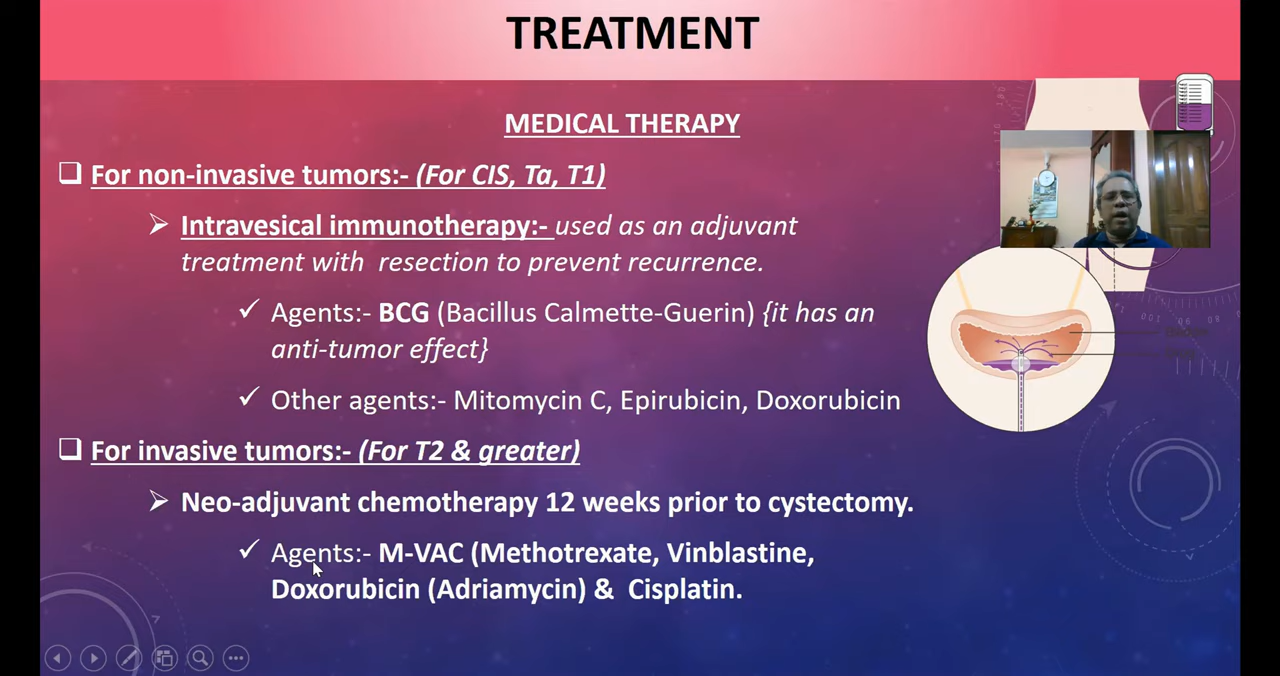 TREATMENT
MEDICAL THERAPY
For non-invasive tumors:- (For CIS, Ta, T1)
Intravesical immunotherapy:- used as an adjuvant
treatment with resection to prevent recurrence.
Agents:- BCG (Bacillus Calmette-Guerin) {it has an
anti-tumor effect}
Other agents:- Mitomycin C, Epirubicin, Doxorubicin
For invasive tumors:- (For T2 & greater)
Neo-adjuvant chemotherapy 12 weeks prior to cystectomy.
Agents:- M-VAC (Methotrexate, Vinblastine,
Doxorubicin (Adriamycin) & Cisplatin.